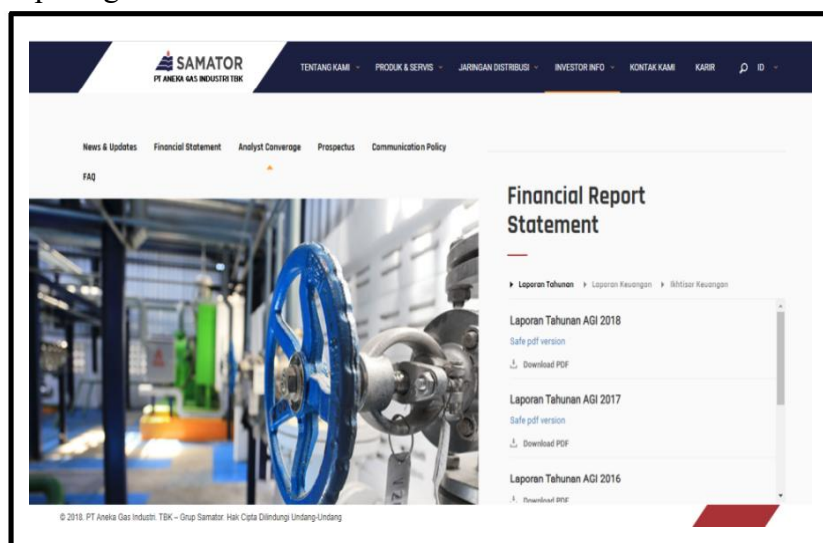 SAMATOR
PT ANEKA GAS INDUSTRI TBK
TENTANG KAMI
PRODUK & SERVIS
JARINGAN DISTRIBUSI
INVESTOR INFO
KONTAK KAMI
KARIR
ID
News & Updates
Financial Statement
Analyst Converage
Prospectus
Communication Policy
FAQ
Financial Report
Statement
Laporan Tahunan
Laporan Keuangan
Ikhtisar Keuangan
Laporan Tahunan AGI 2018
Safe pdf version
Download PDF
Laporan Tahunan AGI 2017
Safe pdf version
Download PDF
Laporan Tahunan AGI 2016
Download PDF
© 2018. PT Aneka Gas Industri. TBK – Grup Samator. Hak Cipta Dilindungi Undang-Undang